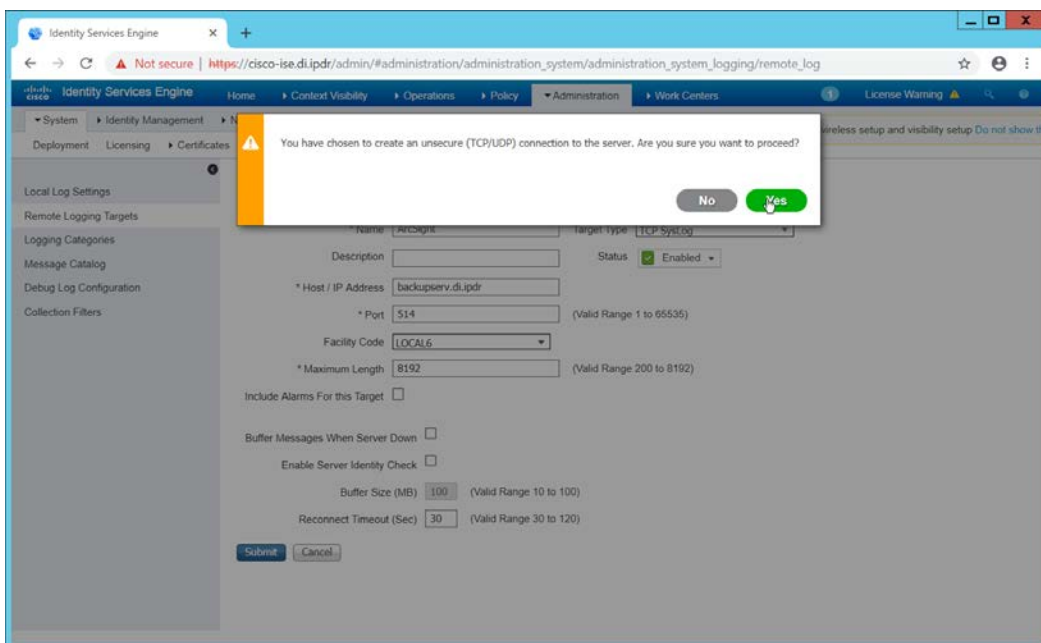 Identity Services Engine
Not secure | https://cisco-ise.di.ipdr/admin/#administration/administration_system/administration_system_logging/remote_log
CISCO Identity Services Engine Home Context Visibility Operations Policy Administration Work Centers 1 License Warning
System Identity Management N
wireless setup and visibility setup Do not show th
Deployment Licensing Certificates
You have chosen to create an unsecure (TCP/UDP) connection to the server. Are you sure you want to proceed?
No Yes
Local Log Settings
Remote Logging Targets
Logging Categories
Message Catalog
Debug Log Configuration
Collection Filters
* Name ArcSight Target Type TCP SysLog
Description Status Enabled
* Host / IP Address backupserv.di.ipdr
* Port 514 (Valid Range 1 to 65535)
Facility Code LOCAL6
* Maximum Length 8192 (Valid Range 200 to 8192)
Include Alarms For this Target
Buffer Messages When Server Down
Enable Server Identity Check
Buffer Size (MB) 100 (Valid Range 10 to 100)
Reconnect Timeout (Sec) 30 (Valid Range 30 to 120)
Submit Cancel